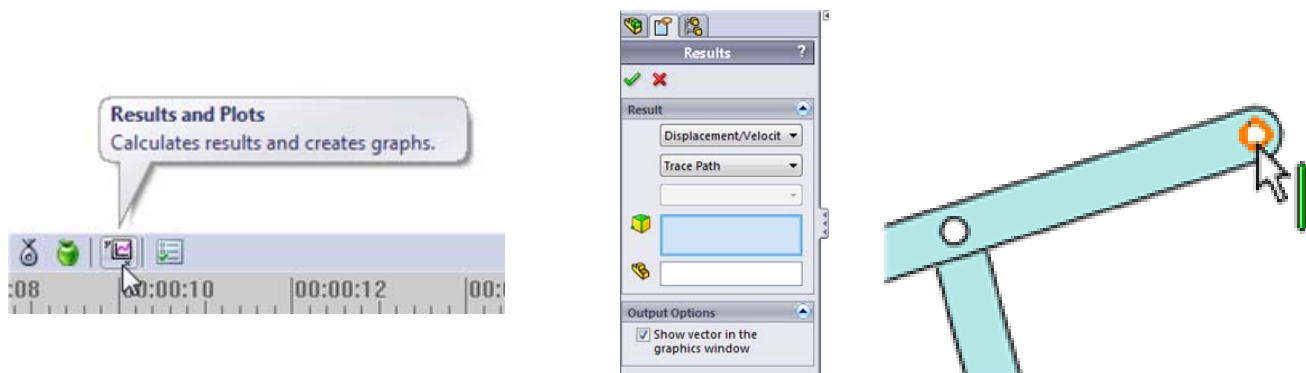 Results and Plots
Calculates results and creates graphs.
:08
00:00:10
00:00:12
00:
Results ?
Result
Displacement/Velocit
Trace Path
Output Options
Show vector in the
graphics window